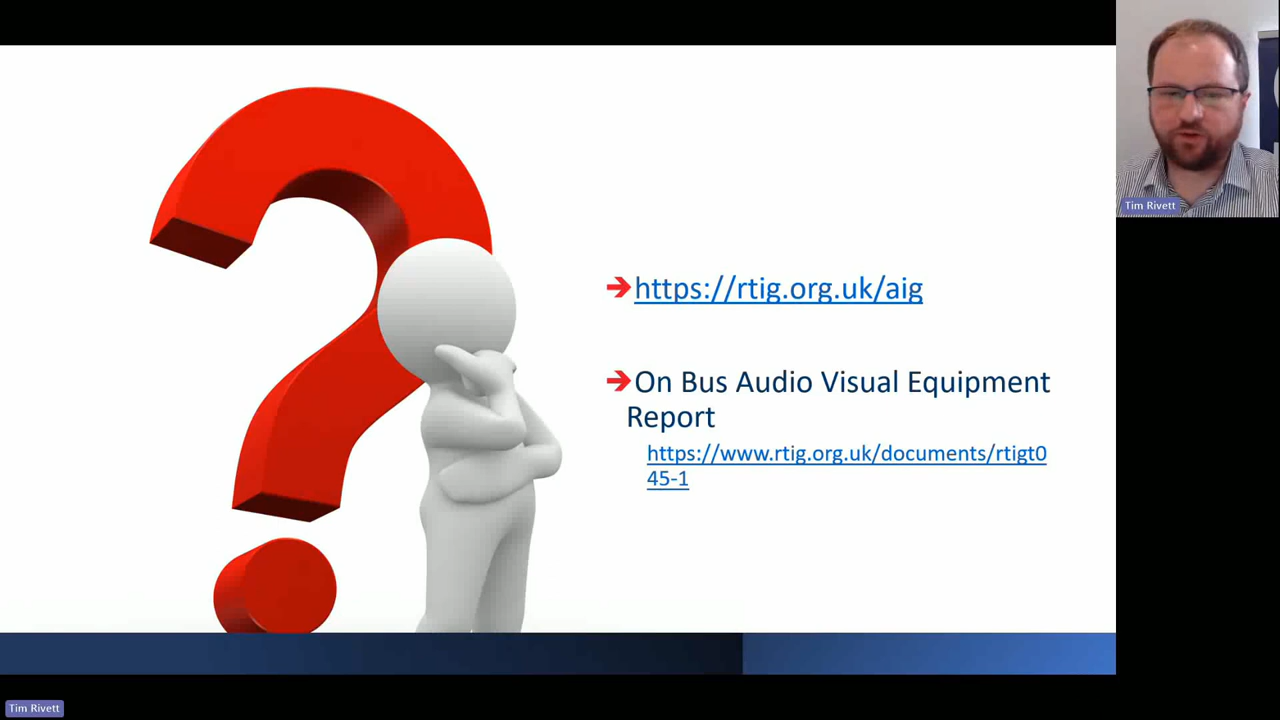 https://rtig.org.uk/aig
On Bus Audio Visual Equipment
Report
https://www.rtig.org.uk/documents/rtigt0
45-1
Tim Rivett
Tim Rivett